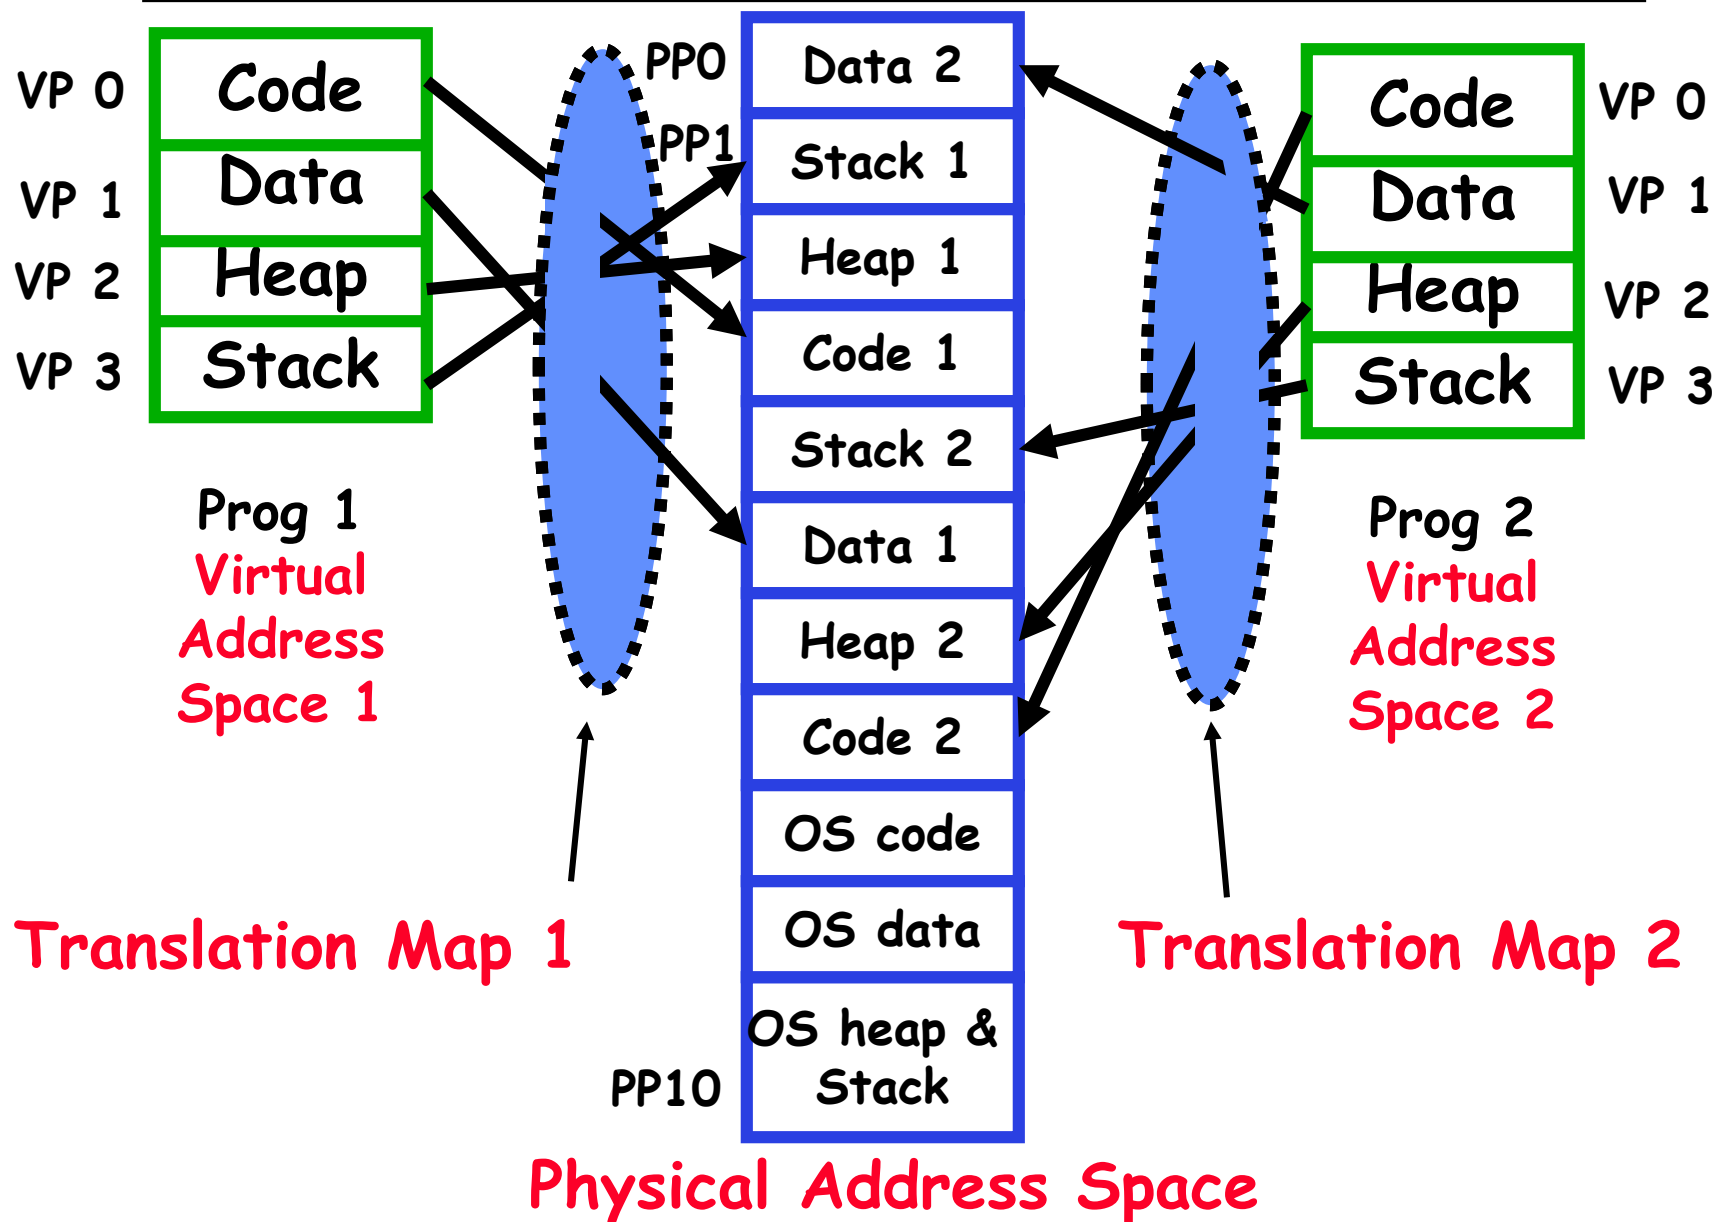 VP 0
Code
VP 1
Data
VP 2
Heap
VP 3
Stack
Prog 1
Virtual
Address
Space 1
Translation Map 1
PP0
Data 2
PP1
Stack 1
Heap 1
Code 1
Stack 2
Data 1
Heap 2
Code 2
OS code
OS data
OS heap &
Stack
PP10
Physical Address Space
Code
VP 0
Data
VP 1
Heap
VP 2
Stack
VP 3
Prog 2
Virtual
Address
Space 2
Translation Map 2